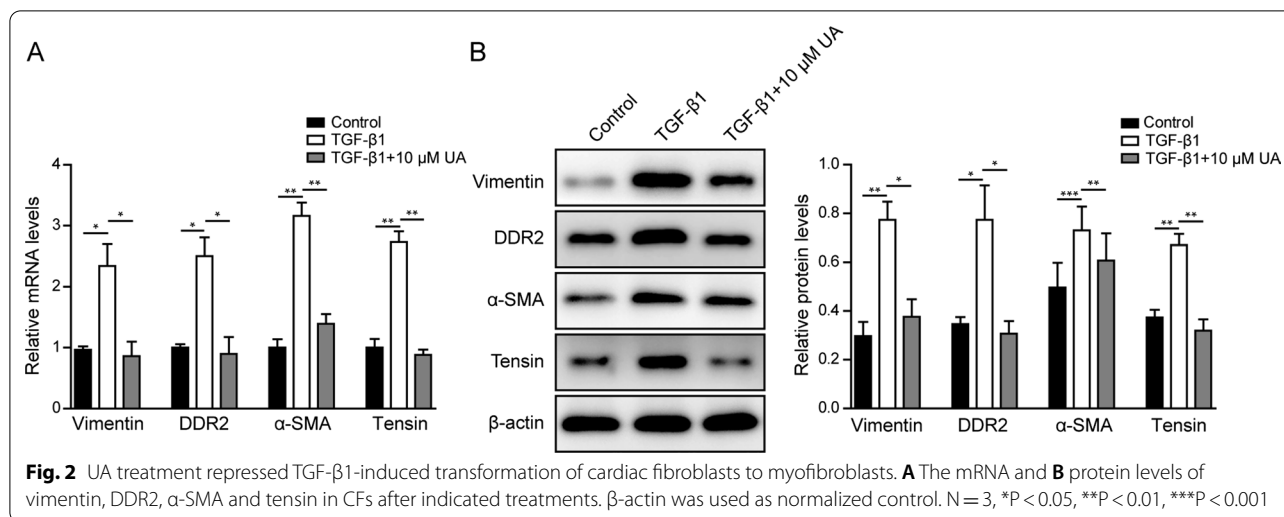 A
Control
TGF-β1
TGF-β1+10 μM UA
Relative mRNA levels
4
3
2
1
0
* * * * ** ** ** **
Vimentin DDR2 α-SMA Tensin
B
Control TGF-β1 TGF-β1+10 μM UA
Vimentin
DDR2
α-SMA
Tensin
β-actin
Control
TGF-β1
TGF-β1+10 μM UA
Relative protein levels
1.0
0.8
0.6
0.4
0.2
0.0
** * * * *** ** ** **
Vimentin DDR2 α-SMA Tensin
Fig. 2 UA treatment repressed TGF-β1-induced transformation of cardiac fibroblasts to myofibroblasts. A The mRNA and B protein levels of
vimentin, DDR2, α-SMA and tensin in CFs after indicated treatments. β-actin was used as normalized control. N = 3, *P < 0.05, **P < 0.01, ***P < 0.001